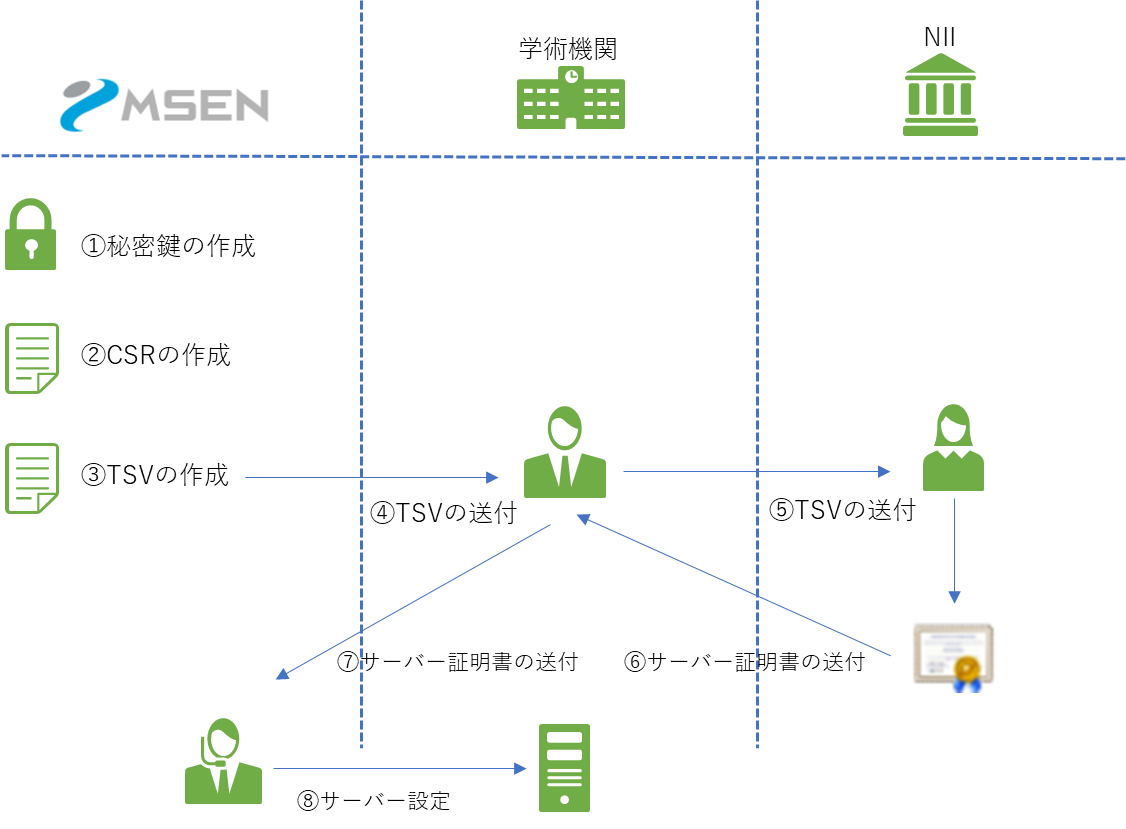 MSEN
学術機関
NII
①秘密鍵の作成
②CSRの作成
③TSVの作成
④TSVの送付
⑤TSVの送付
⑦サーバー証明書の送付
⑥サーバー証明書の送付
⑧サーバー設定